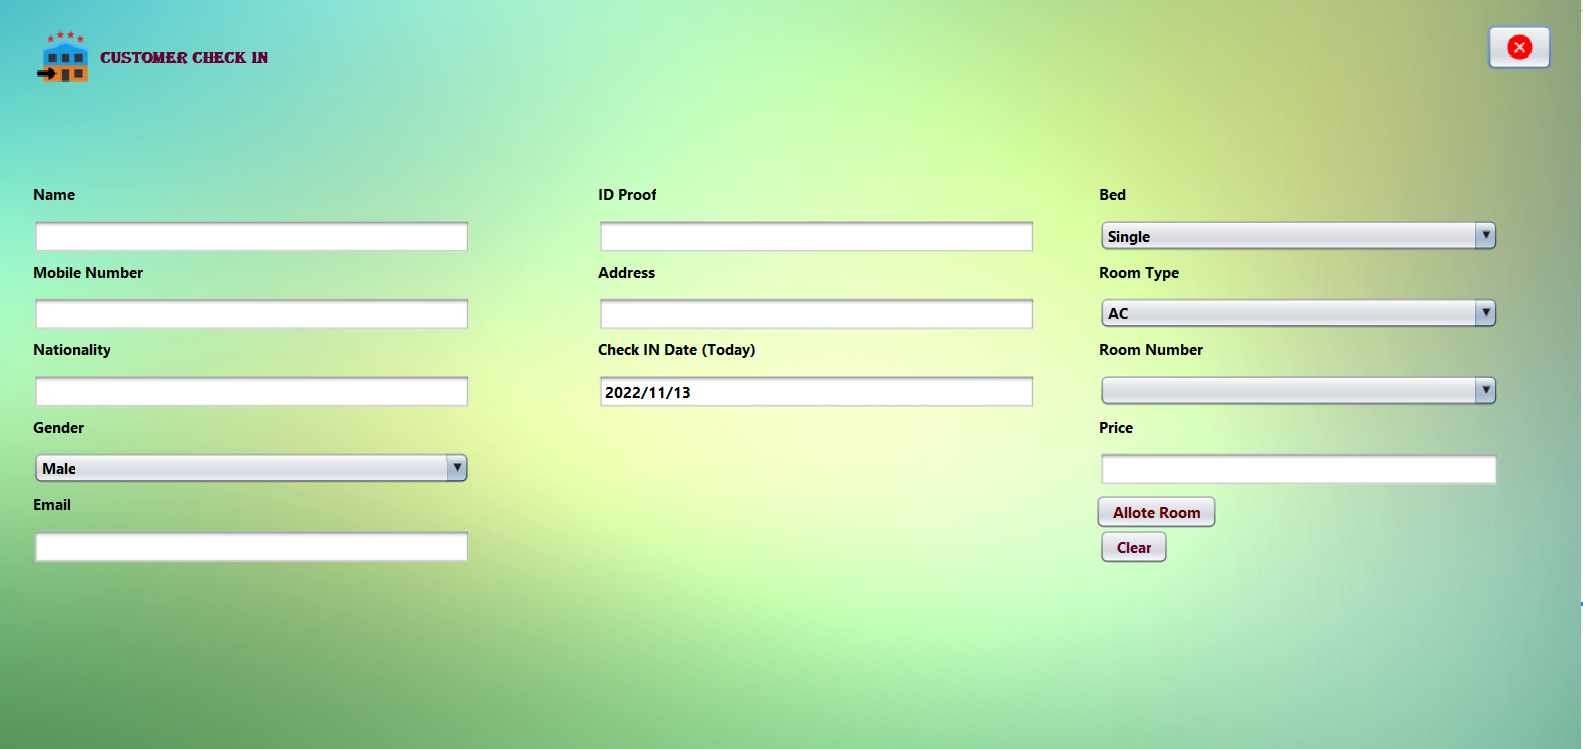 CUSTOMER CHECK IN
Name
ID Proof
Bed
Single
Mobile Number
Address
Room Type
AC
Nationality
Check IN Date (Today)
Room Number
2022/11/13
Gender
Price
Male
Email
Allote Room
Clear